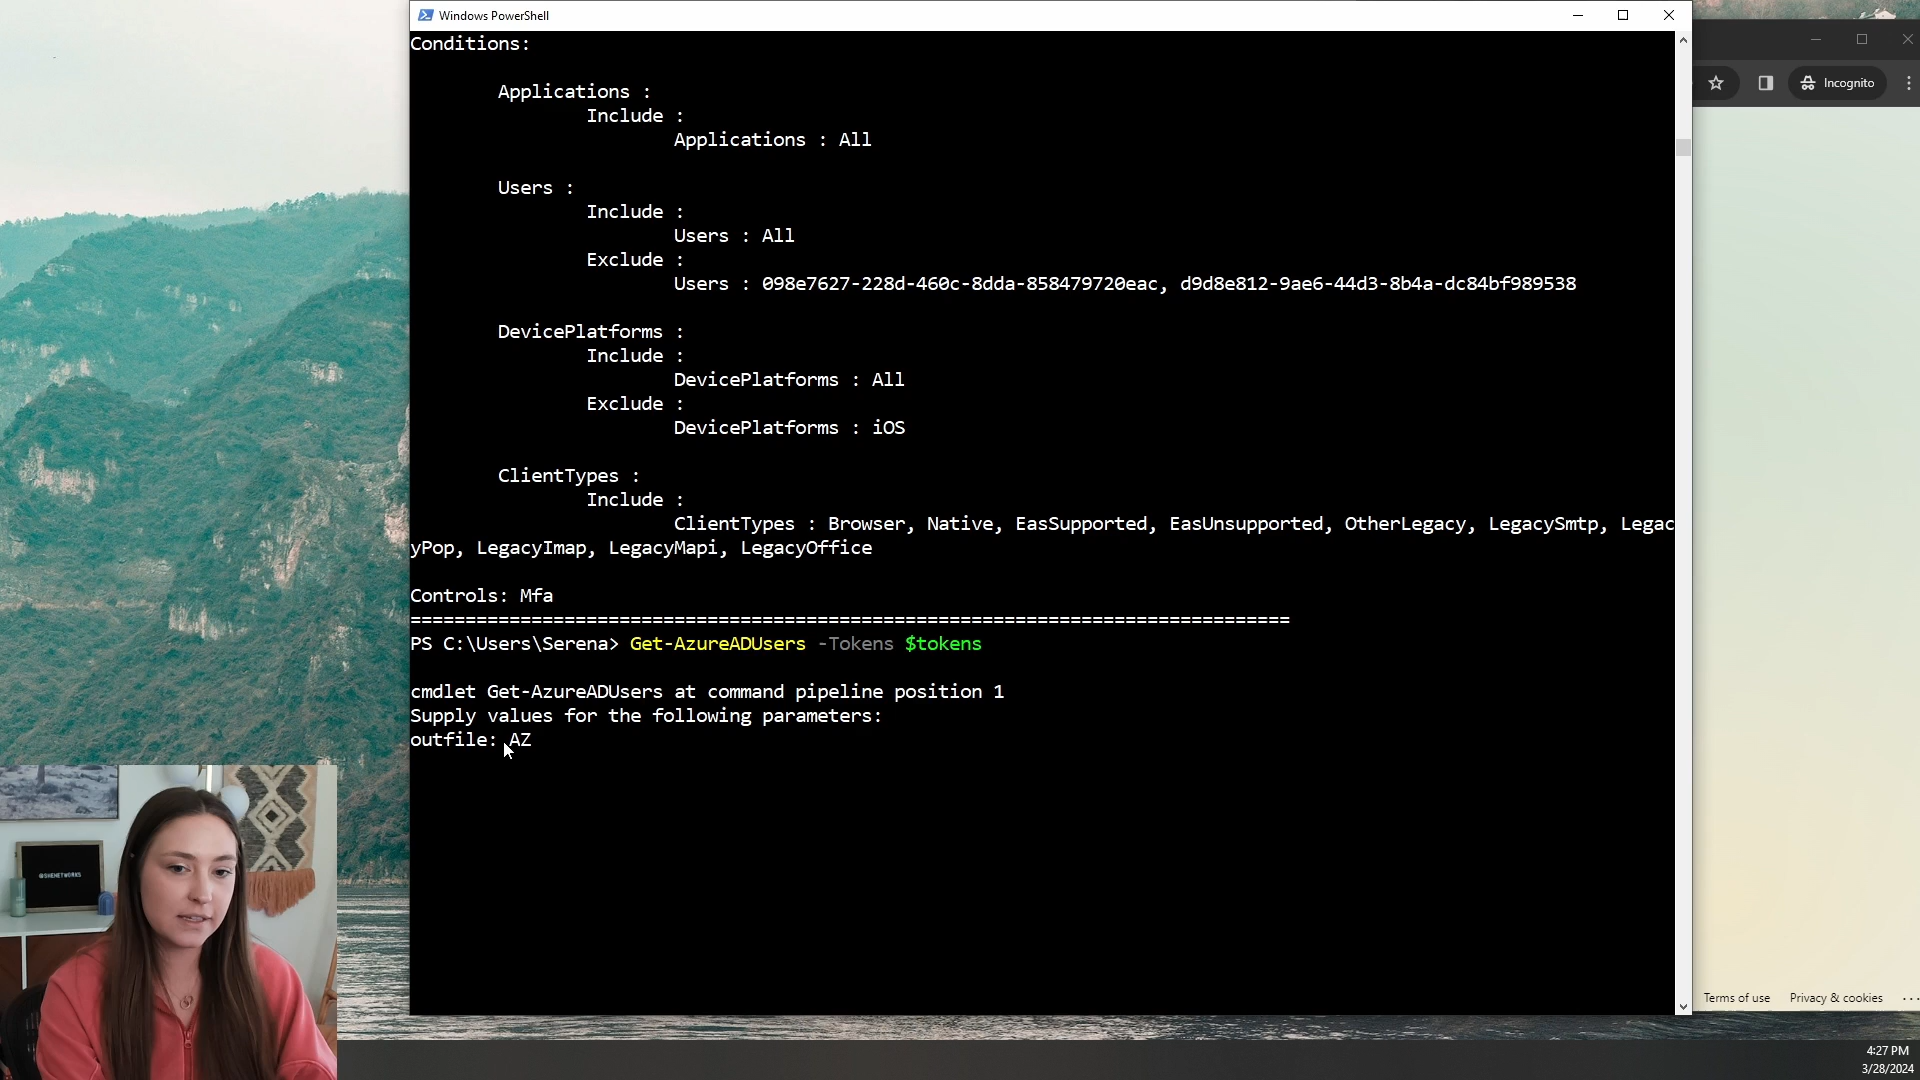 Windows PowerShell
Incognito
Conditions:
Applications :
Include :
Applications : All
Users :
Include :
Users : All
Exclude :
Users : 098e7627-228d-460c-8dda-858479720eac, d9d8e812-9ae6-44d3-8b4a-dc84bf989538
DevicePlatforms :
Include :
DevicePlatforms : All
Exclude :
DevicePlatforms : iOS
ClientTypes :
Include :
ClientTypes : Browser, Native, EasSupported, EasUnsupported, OtherLegacy, LegacySmtp, Legac
yPop, LegacyImap, LegacyMapi, LegacyOffice
Controls: Mfa
================================================================================
PS C:\Users\Serena> Get-AzureADUsers -Tokens $tokens
cmdlet Get-AzureADUsers at command pipeline position 1
Supply values for the following parameters:
outfile: AZ
@SHENETWORKS
Terms of use Privacy & cookies ...
4:27 PM
3/28/2024